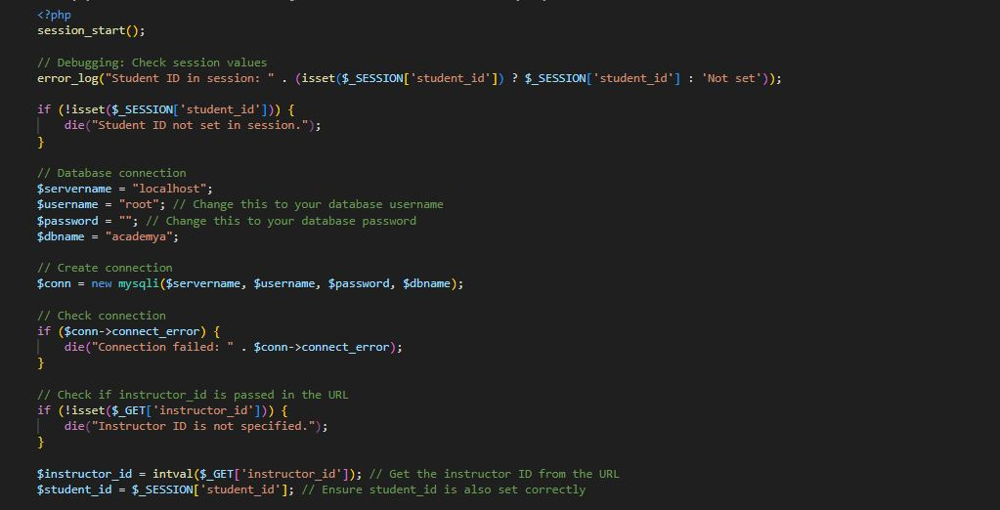 <?php
session_start();
// Debugging: Check session values
error_log("Student ID in session: " . (isset($_SESSION['student_id']) ? $_SESSION['student_id'] : 'Not set'));
if (!isset($_SESSION['student_id'])) {
die("Student ID not set in session.");
}
// Database connection
$servername = "localhost";
$username = "root"; // Change this to your database username
$password = ""; // Change this to your database password
$dbname = "academya";
// Create connection
$conn = new mysqli($servername, $username, $password, $dbname);
// Check connection
if ($conn->connect_error) {
die("Connection failed: " . $conn->connect_error);
}
// Check if instructor_id is passed in the URL
if (!isset($_GET['instructor_id'])) {
die("Instructor ID is not specified.");
}
$instructor_id = intval($_GET['instructor_id']); // Get the instructor ID from the URL
$student_id = $_SESSION['student_id']; // Ensure student_id is also set correctly